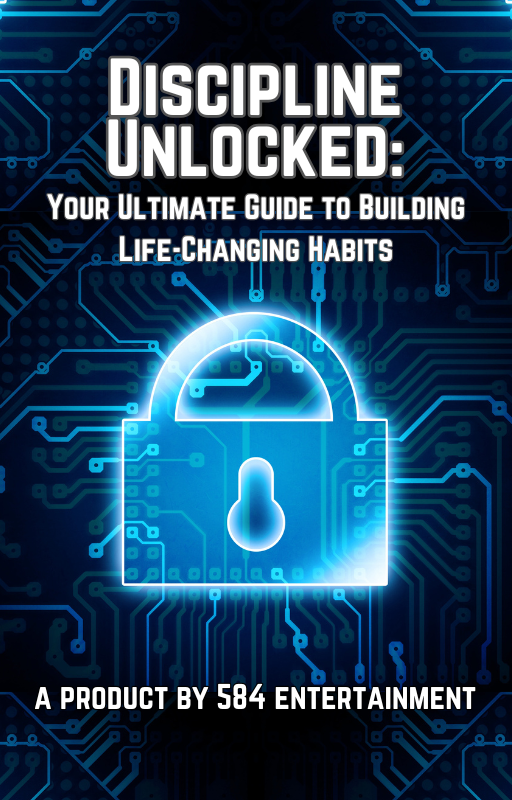 Discipline
Unlocked:
Your Ultimate Guide to Building
Life-Changing Habits
a product by 584 entertainment